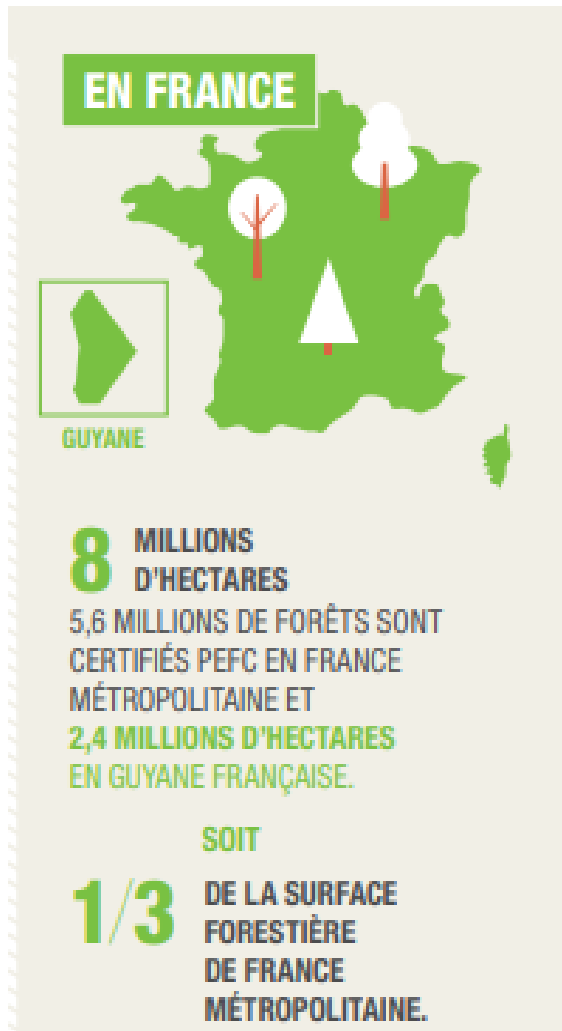 EN FRANCE
GUYANE
8 MILLIONS
D'HECTARES
5,6 MILLIONS DE FORÊTS SONT
CERTIFIÉS PEFC EN FRANCE
MÉTROPOLITAINE ET
2,4 MILLIONS D'HECTARES
EN GUYANE FRANÇAISE.
SOIT
1/3 DE LA SURFACE
FORESTIÈRE
DE FRANCE
MÉTROPOLITAINE.